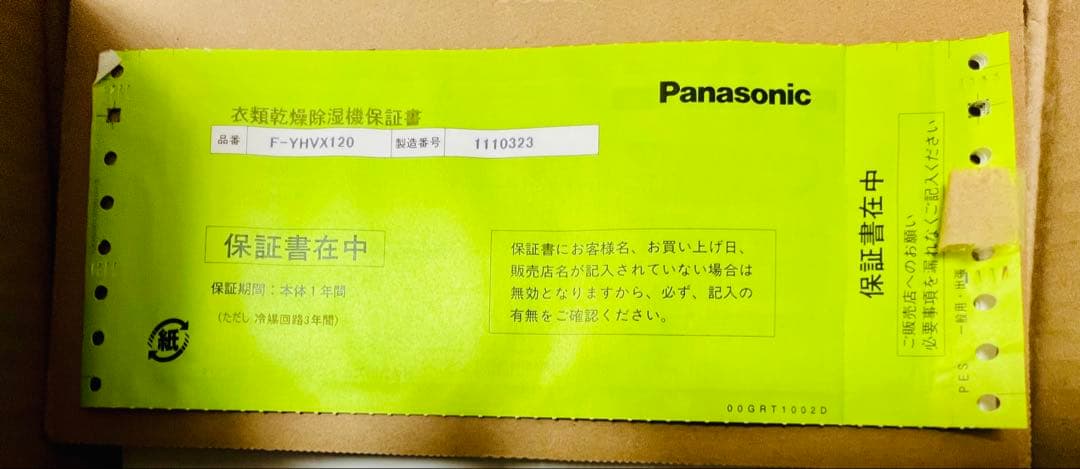 Panasonic
衣類乾燥除湿機保証書
品番 F-YHVX120 製造番号 1110323
保証書在中
保証期間：本体1年間
(ただし 冷媒回路3年間)
保証書にお客様名、お買い上げ日、
販売店名が記入されていない場合は
無効となりますから、必ず、記入の
有無をご確認ください。
紙
00GRT1002D
保証書在中
ご販売店へのお願い
必要事項を漏れなくご記入ください
一般用・出
PES